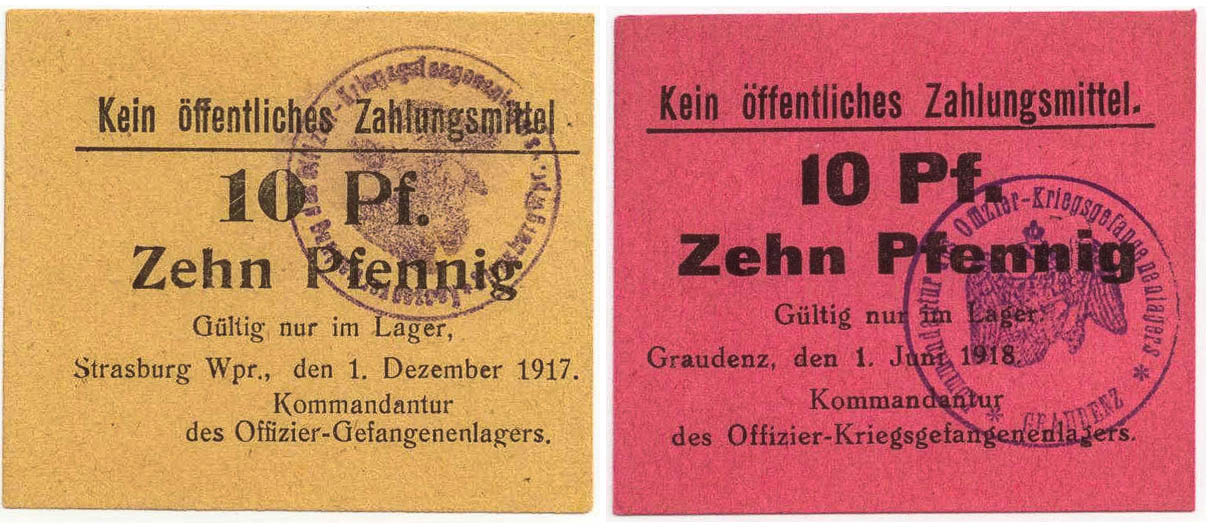 Kein öffentliches Zahlungsmittel
10 Pf.
Zehn Pfennig
Gültig nur im Lager,
Strasburg Wpr., den 1. Dezember 1917.
Kommandantur
des Offizier-Gefangenenlagers.
Kein öffentliches Zahlungsmittel.
10 Pf.
Zehn Pfennig
Gültig nur im Lager,
Graudenz, den 1. Juni 1918.
Kommandantur
des Offizier-Kriegsgefangenenlagers.
Offizier-Kriegsgefangenenlagers
* GRAUDENZ *